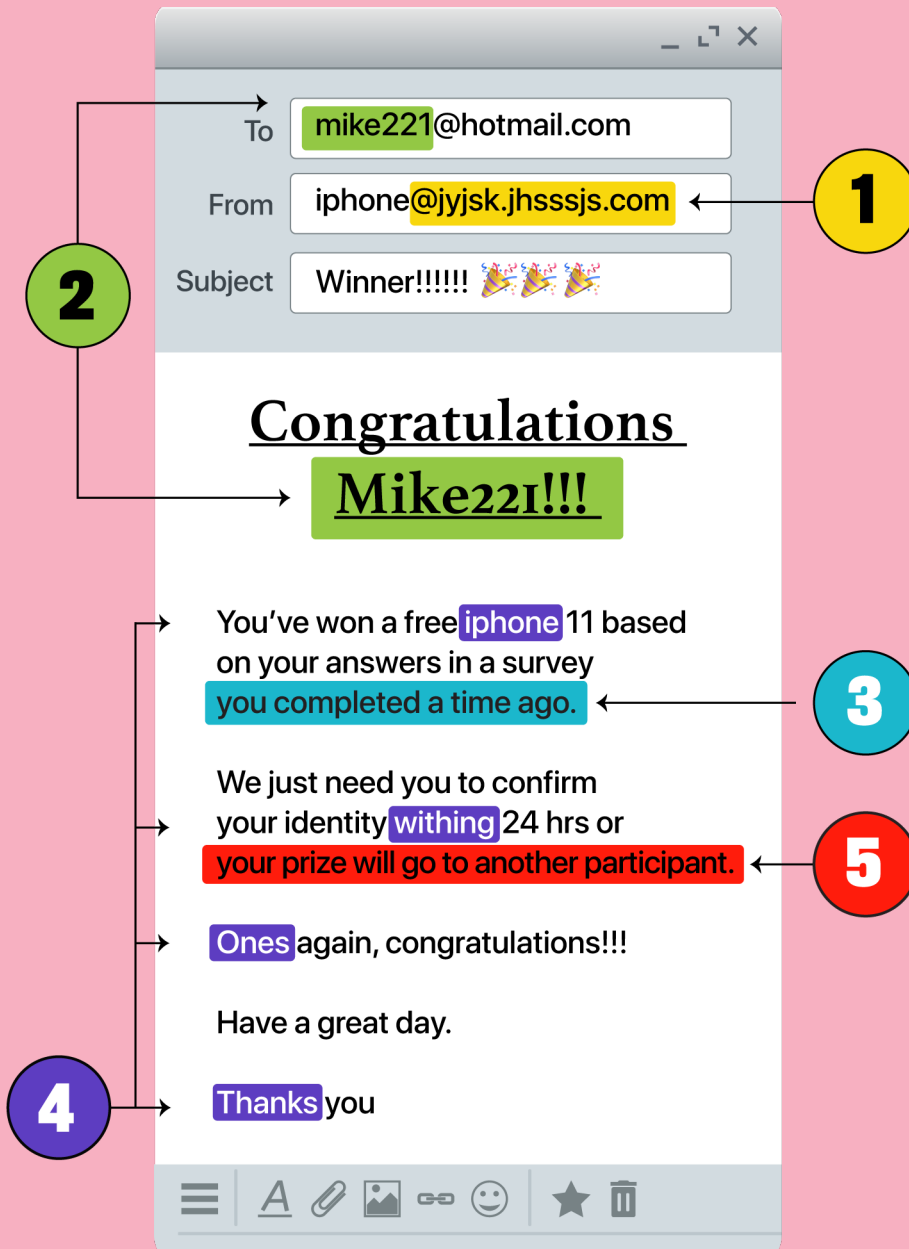 To mike221@hotmail.com
1
From iphone@jyjsk.jhsssjs.com
2
Subject Winner!!!!!! 🎉🎉🎉
Congratulations
Mike221!!!
You’ve won a free iphone 11 based
on your answers in a survey
you completed a time ago.
3
We just need you to confirm
your identity withing 24 hrs or
your prize will go to another participant.
5
Ones again, congratulations!!!
Have a great day.
4
Thanks you
A